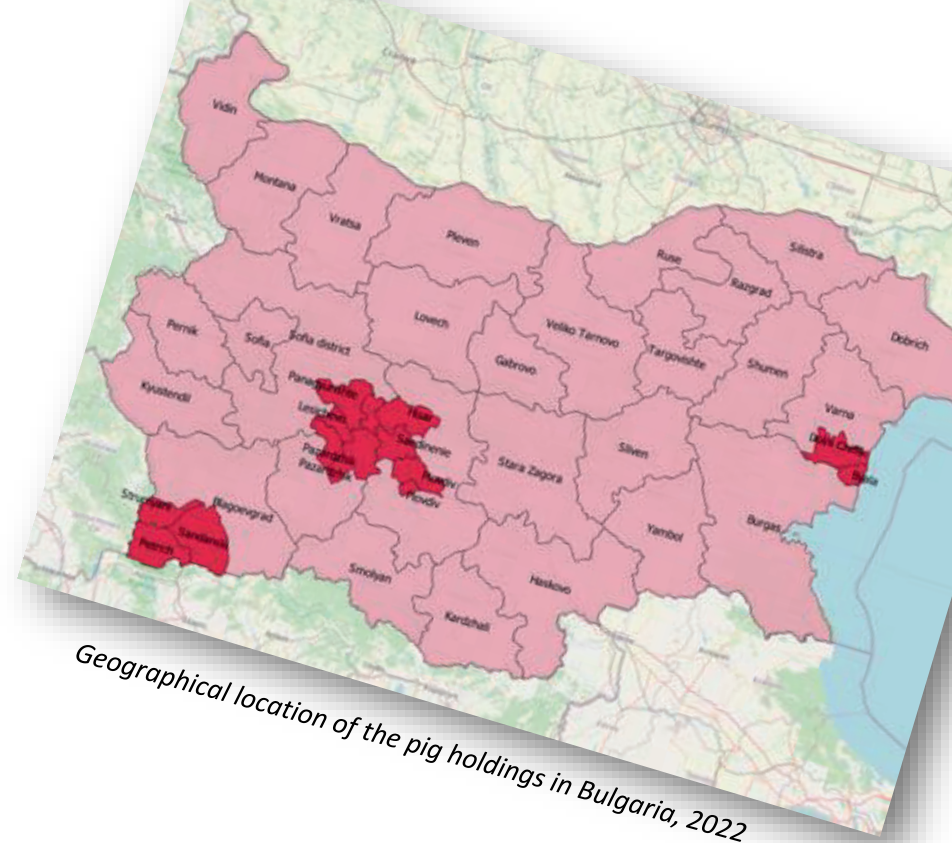 Vidin
Montana
Vratsa
Pleven
Ruse
Silistra
Razgrad
Dobrich
Pernik
Sofia
Sofia district
Lovech
Gabrovo
Veliko Tarnovo
Targovishte
Shumen
Varna
Kyustendil
Hisar
Pazardzhik
Pazardzhik
Plovdiv
Plovdiv
Stara Zagora
Sliven
Yambol
Burgas
Byala
Blagoevgrad
Sandanski
Petrich
Smolyan
Kardzhali
Haskovo
Geographical location of the pig holdings in Bulgaria, 2022